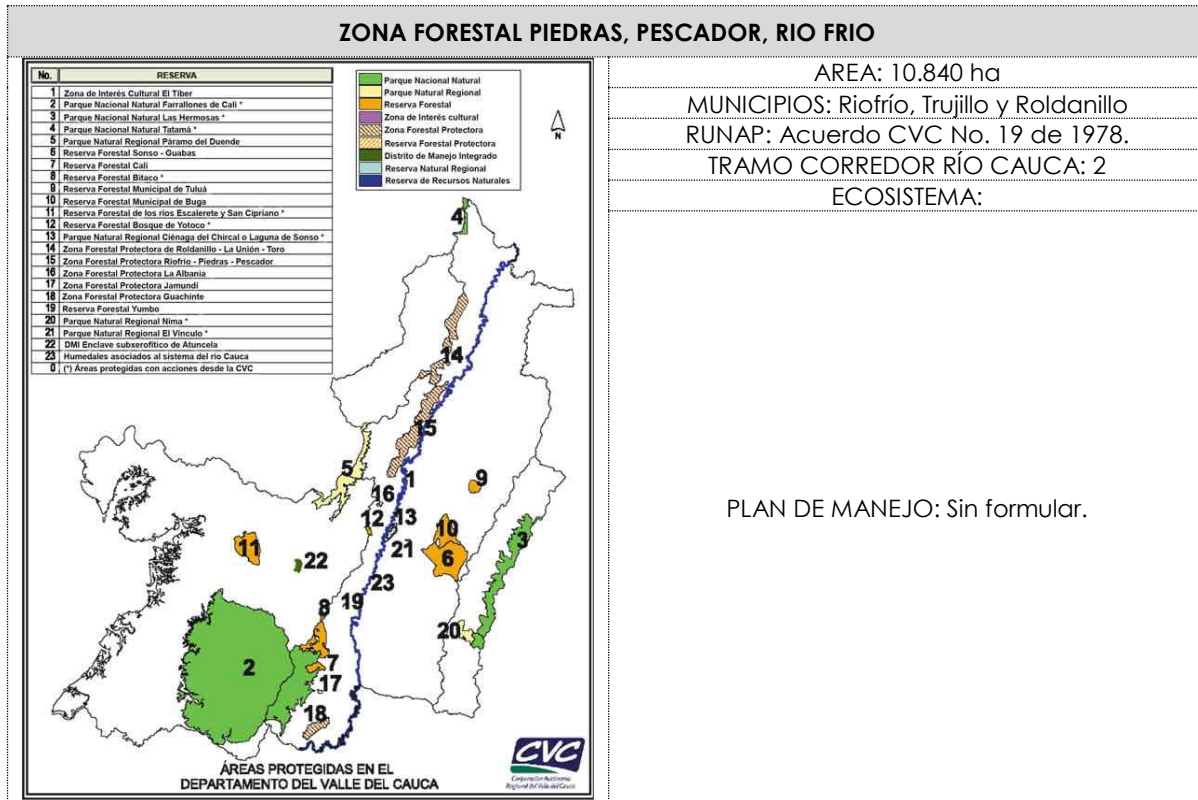 ZONA FORESTAL PIEDRAS, PESCADOR, RIO FRIO
No. RESERVA
1 Zona de Interés Cultural El Tiber
2 Parque Nacional Natural Farrallones de Cali *
3 Parque Nacional Natural Las Hermosas *
4 Parque Nacional Natural Tatamá *
5 Parque Natural Regional Páramo del Duende
6 Reserva Forestal Sonso - Guabas
7 Reserva Forestal Cali
8 Reserva Forestal Bitaco *
9 Reserva Forestal Municipal de Tuluá
10 Reserva Forestal Municipal de Buga
11 Reserva Forestal de los rios Escalerete y San Cipriano *
12 Reserva Forestal Bosque de Yotoco *
13 Parque Natural Regional Ciénaga del Chircal o Laguna de Sonso *
14 Zona Forestal Protectora de Roldanillo - La Unión - Toro
15 Zona Forestal Protectora Riofrío - Piedras - Pescador
16 Zona Forestal Protectora La Albania
17 Zona Forestal Protectora Jamundí
18 Zona Forestal Protectora Guachinte
19 Reserva Forestal Yumbo
20 Parque Natural Regional Nima *
21 Parque Natural Regional El Vinculo *
22 DMI Enclave subxerofítico de Atuncela
23 Humedales asociados al sistema del río Cauca
0 (*) Áreas protegidas con acciones desde la CVC
Parque Nacional Natural
Parque Natural Regional
Reserva Forestal
Zona de Interés cultural
Zona Forestal Protectora
Reserva Forestal Protectora
Distrito de Manejo Integrado
Reserva Natural Regional
Reserva de Recursos Naturales
N
4
14
15
5
1
9
16
12
13
10
3
11
21
6
22
23
8
19
20
2
7
17
18
ÁREAS PROTEGIDAS EN EL
DEPARTAMENTO DEL VALLE DEL CAUCA
CVC
Corporación Autónoma
Regional del Valle del Cauca
AREA: 10.840 ha
MUNICIPIOS: Riofrío, Trujillo y Roldanillo
RUNAP: Acuerdo CVC No. 19 de 1978.
TRAMO CORREDOR RÍO CAUCA: 2
ECOSISTEMA:
PLAN DE MANEJO: Sin formular.